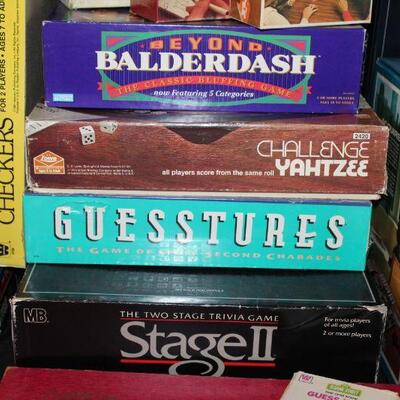 CHECKERS
FOR 2 PLAYERS • AGES 7 TO AD
BEYOND
BALDERDASH
THE CLASSIC BLUFFING GAME
now Featuring 5 Categories
2420
CHALLENGE
YAHTZEE
all players score from the same roll
GUESSTURES
THE GAME OF SECOND CHARADES
MB
THE TWO STAGE TRIVIA GAME
Stage II
For trivia players
of all ages!
2 or more players